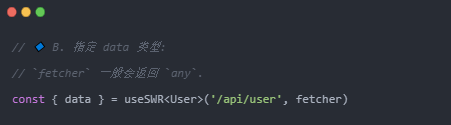 // 🔹 B. 指定 data 类型:
// `fetcher` 一般会返回 `any`.
const { data } = useSWR<User>('/api/user', fetcher)